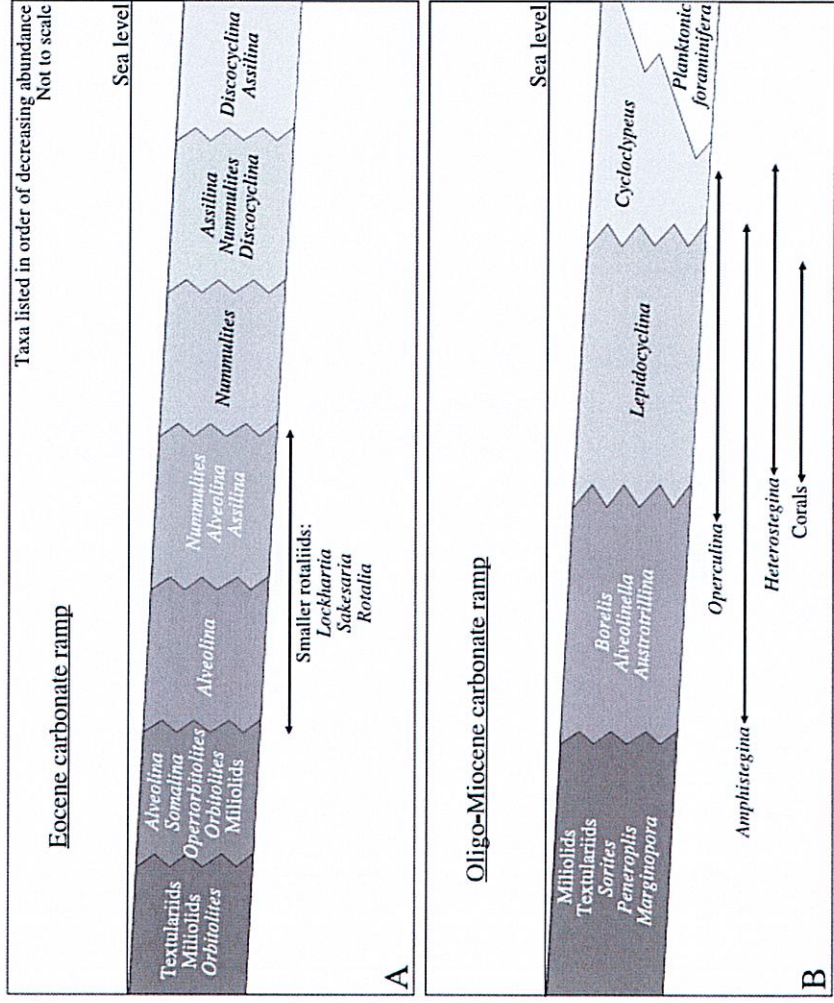 Taxa listed in order of decreasing abundance
Not to scale
Eocene carbonate ramp
Sea level
Textulariids
Miliolids
Orbitolites
Alveolina
Somalina
Opertorbitolites
Orbitolites
Miliolids
Alveolina
Nummulites
Alveolina
Assilina
Nummulites
Assilina
Nummulites
Discocyclina
Discocyclina
Assilina
Smaller rotaliids:
Lockhartia
Sakesaria
Rotalia
A
Oligo-Miocene carbonate ramp
Sea level
Miliolids
Textulariids
Sorites
Peneroplis
Marginopora
Borelis
Alveolinella
Austrotrillina
Lepidocyclina
Cycloclypeus
Planktonic
foraminifera
Operculina
Amphistegina
Heterostegina
Corals
B